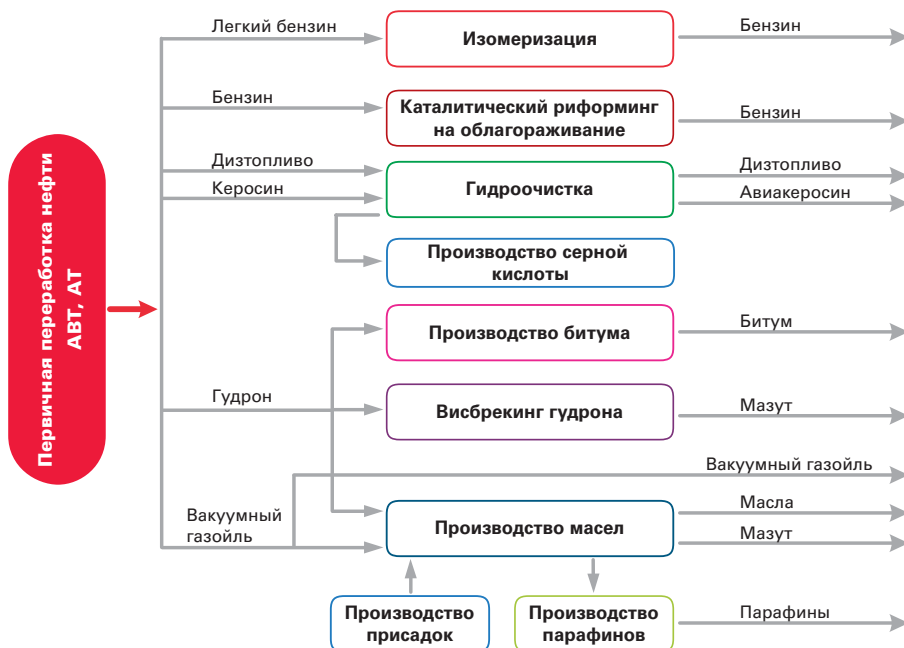 Первичная переработка нефти
АВТ, АТ
Легкий бензин
Изомеризация
Бензин
Бензин
Каталитический риформинг
на облагораживание
Бензин
Дизтопливо
Керосин
Гидроочистка
Дизтопливо
Авиакеросин
Производство серной
кислоты
Производство битума
Битум
Гудрон
Висбрекинг гудрона
Мазут
Вакуумный газойль
Вакуумный
газойль
Производство масел
Масла
Мазут
Производство
присадок
Производство
парафинов
Парафины